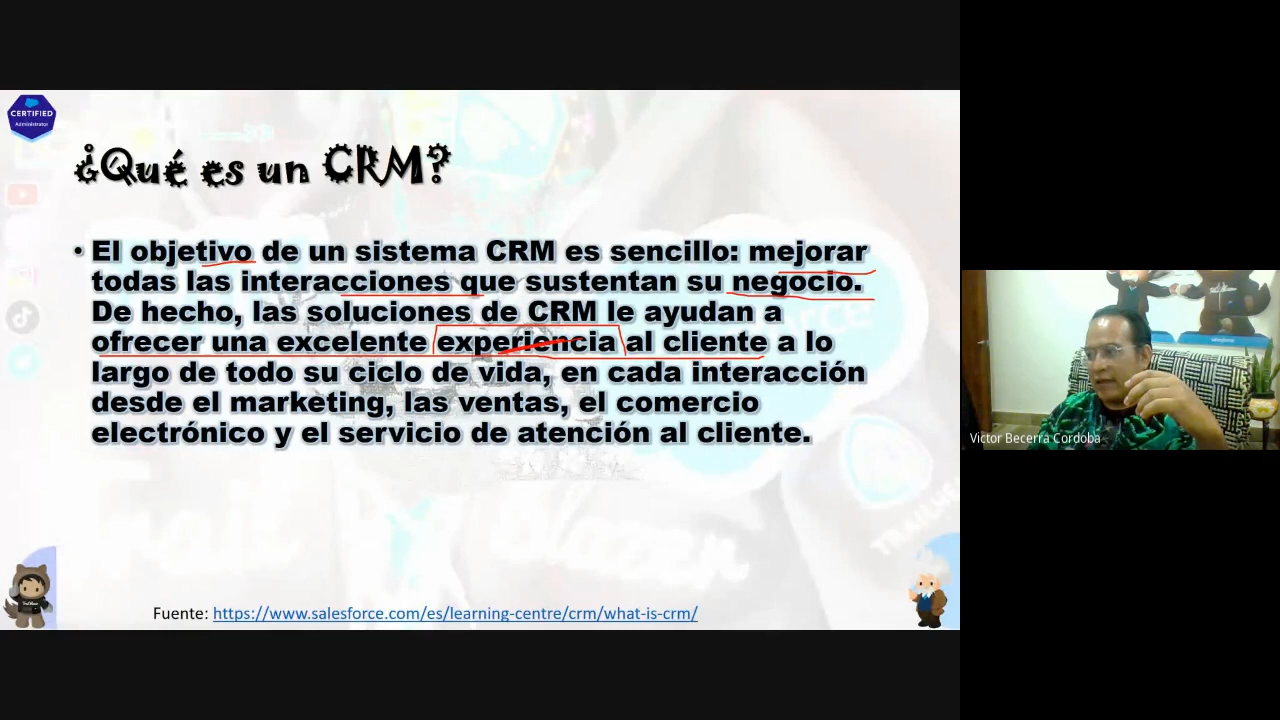 CERTIFIED
Administrator
¿Qué es un CRM?
• El objetivo de un sistema CRM es sencillo: mejorar
todas las interacciones que sustentan su negocio.
De hecho, las soluciones de CRM le ayudan a
ofrecer una excelente experiencia al cliente a lo
largo de todo su ciclo de vida, en cada interacción
desde el marketing, las ventas, el comercio
electrónico y el servicio de atención al cliente.
Fuente: https://www.salesforce.com/es/learning-centre/crm/what-is-crm/
Victor Becerra Cordoba